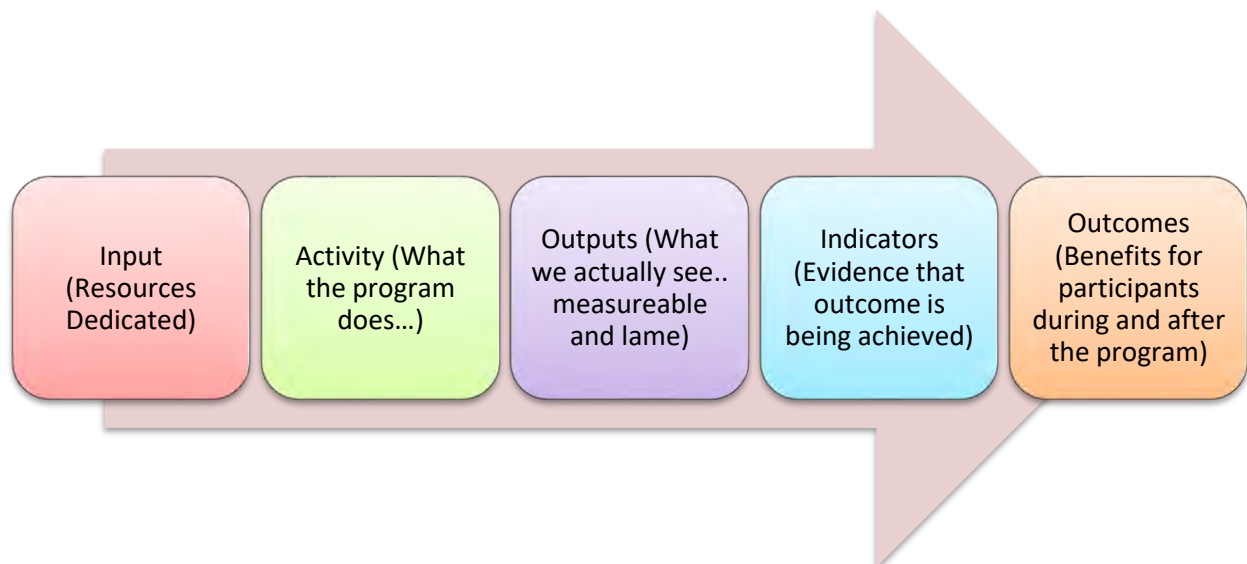 Input
(Resources
Dedicated)
Activity (What
the program
does…)
Outputs (What
we actually see..
measureable
and lame)
Indicators
(Evidence that
outcome is
being achieved)
Outcomes
(Benefits for
participants
during and after
the program)